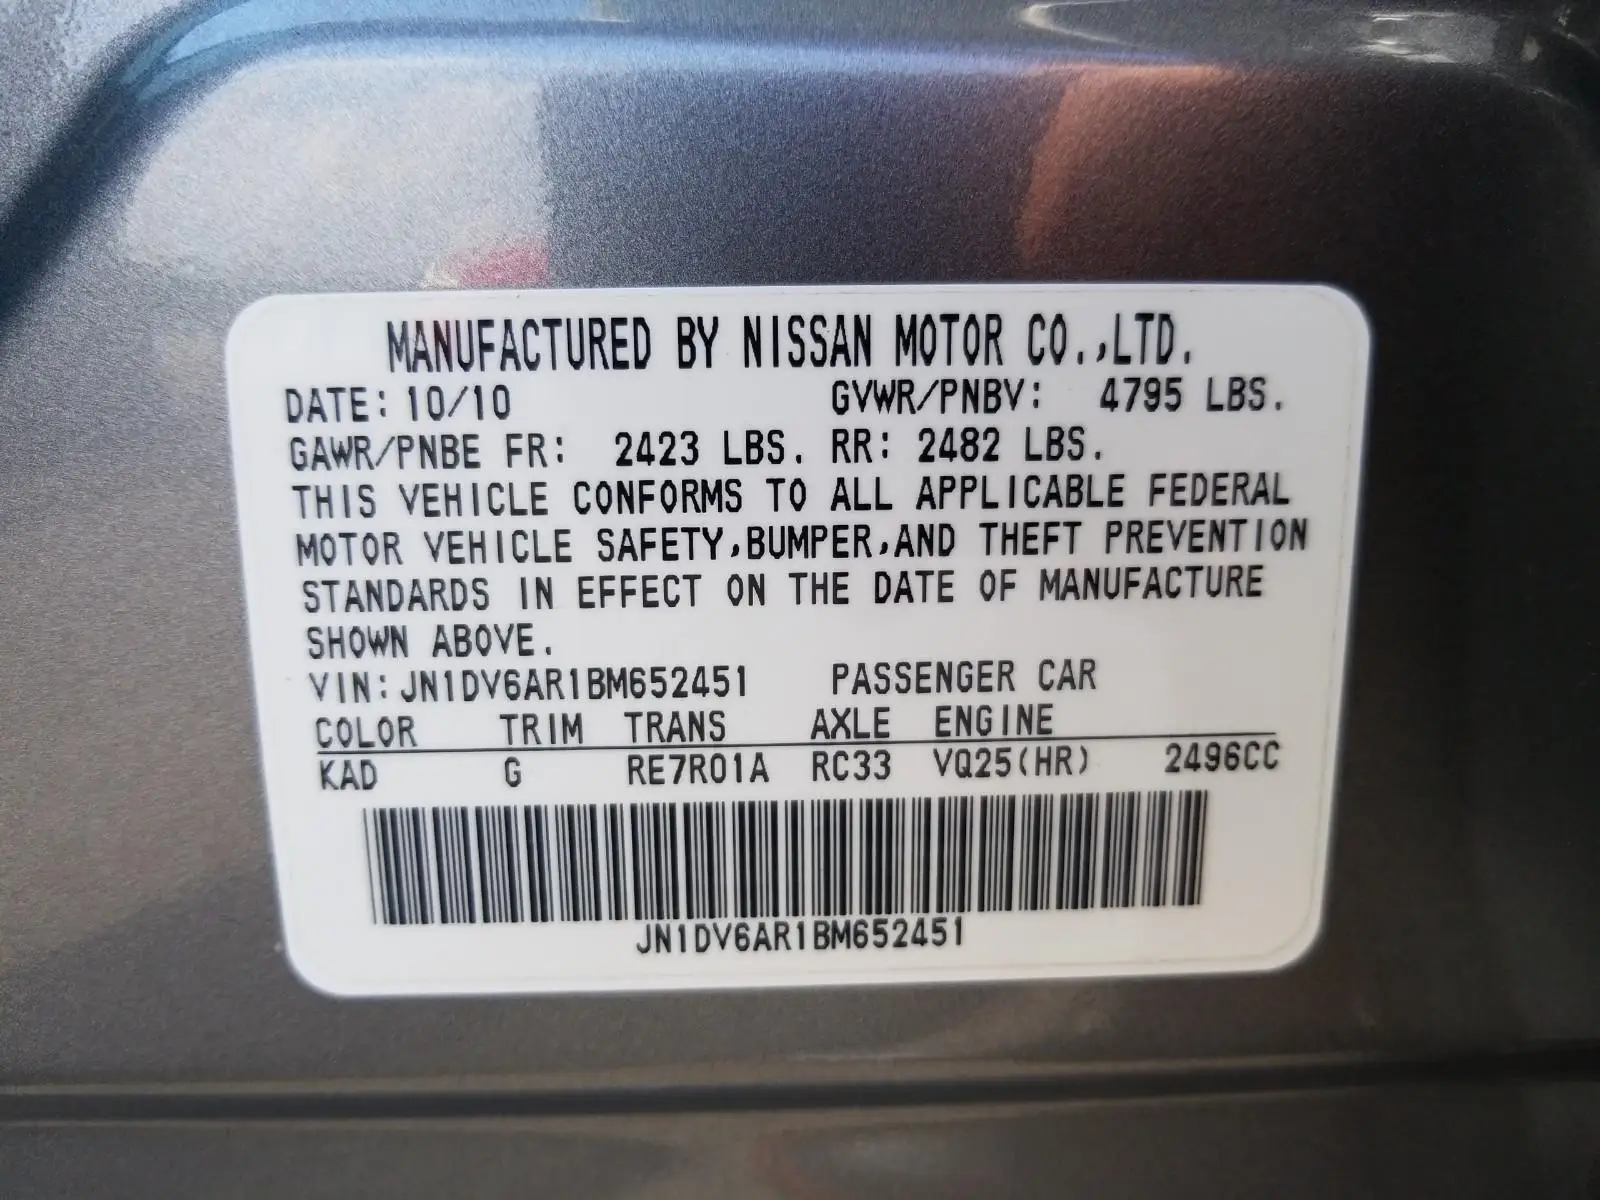 MANUFACTURED BY NISSAN MOTOR CO.,LTD.
DATE: 10/10 GVWR/PNBV: 4795 LBS.
GAWR/PNBE FR: 2423 LBS. RR: 2482 LBS.
THIS VEHICLE CONFORMS TO ALL APPLICABLE FEDERAL
MOTOR VEHICLE SAFETY,BUMPER,AND THEFT PREVENTION
STANDARDS IN EFFECT ON THE DATE OF MANUFACTURE
SHOWN ABOVE.
VIN: JN1DV6AR1BM652451 PASSENGER CAR
COLOR TRIM TRANS AXLE ENGINE
KAD G RE7R01A RC33 VQ25(HR) 2496CC
JN1DV6AR1BM652451